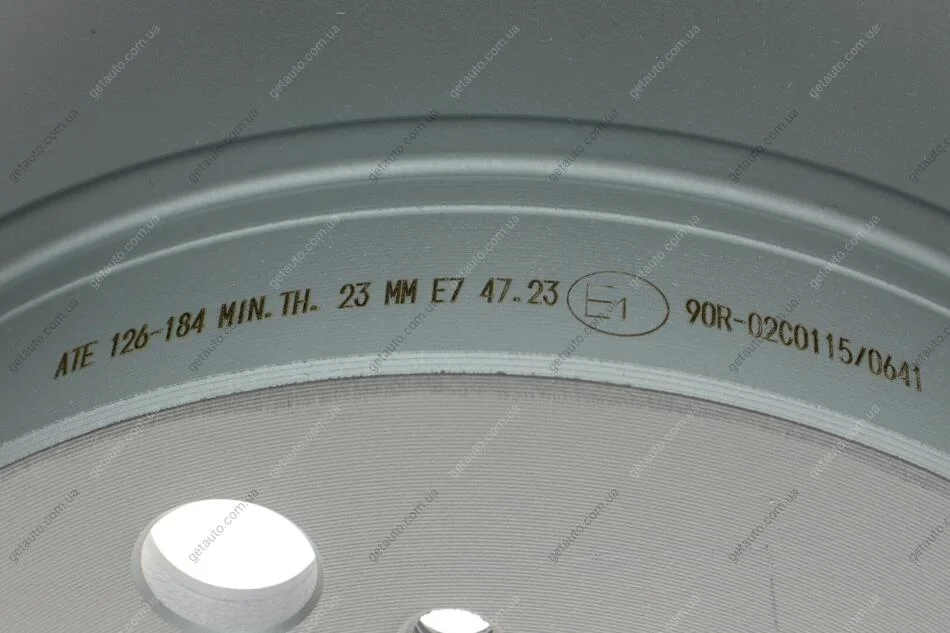 ATE 126-184 MIN.TH. 23 MM E7 47.23 E1 90R-02C0115/0641
getauto.com.ua